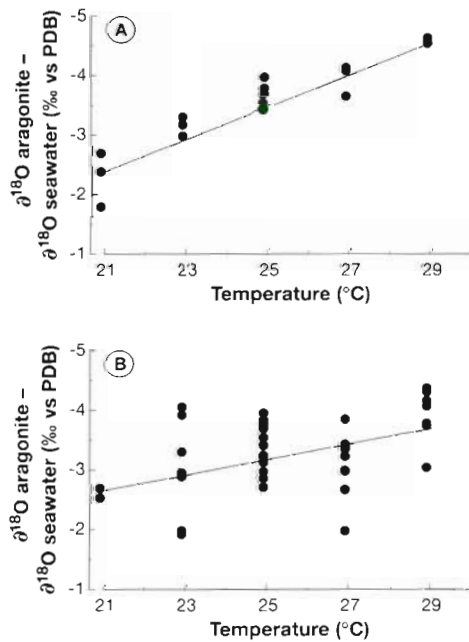 A
-5
-4
-3
-2
-1
∂18O aragonite –
∂18O seawater (‰ vs PDB)
21 23 25 27 29
Temperature (°C)
B
-5
-4
-3
-2
-1
∂18O aragonite –
∂18O seawater (‰ vs PDB)
21 23 25 27 29
Temperature (°C)